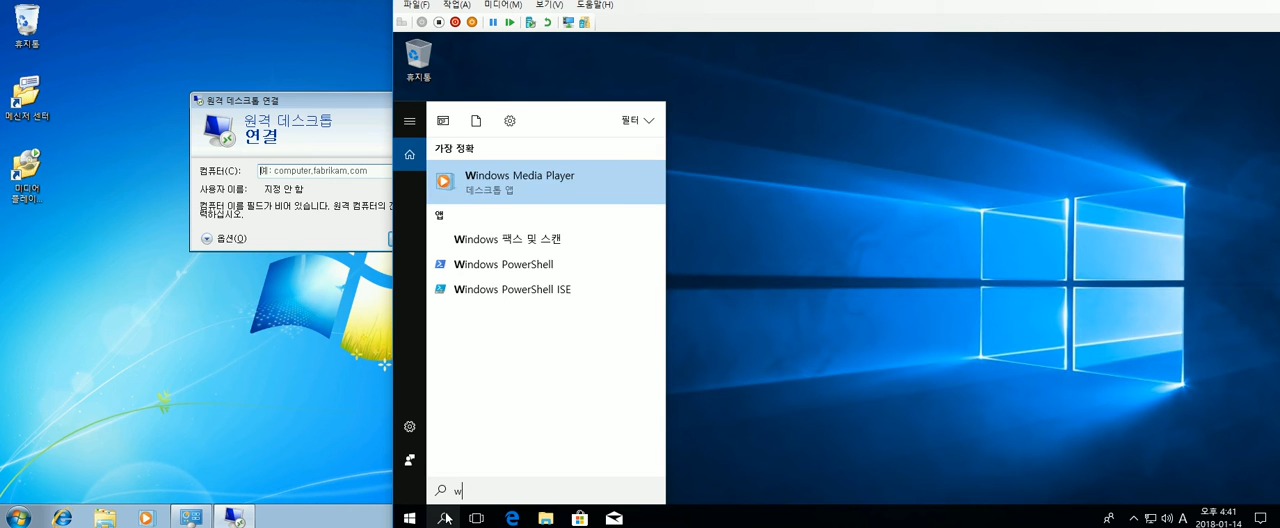 휴지통
메신저 센터
미디어
플레이...
원격 데스크톱 연결
원격 데스크톱
연결
컴퓨터(C):
예: computer.fabrikam.com
사용자 이름:
지정 안 함
컴퓨터 이름 필드가 비어 있습니다. 원격 컴퓨터의 전
력하십시오.
옵션(O)
파일(F) 작업(A) 미디어(M) 보기(V) 도움말(H)
휴지통
필터
가장 정확
Windows Media Player
데스크톱 앱
앱
Windows 팩스 및 스캔
Windows PowerShell
Windows PowerShell ISE
w
A
오후 4:41
2018-01-14